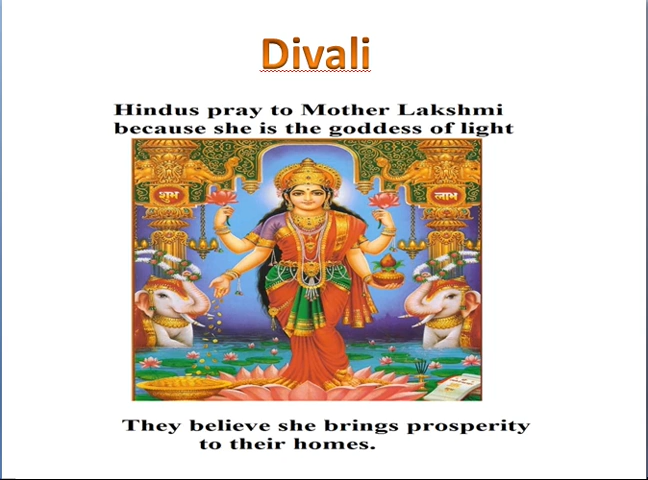 Divali
Hindus pray to Mother Lakshmi
because she is the goddess of light
शुभ
लाभ
They believe she brings prosperity
to their homes.